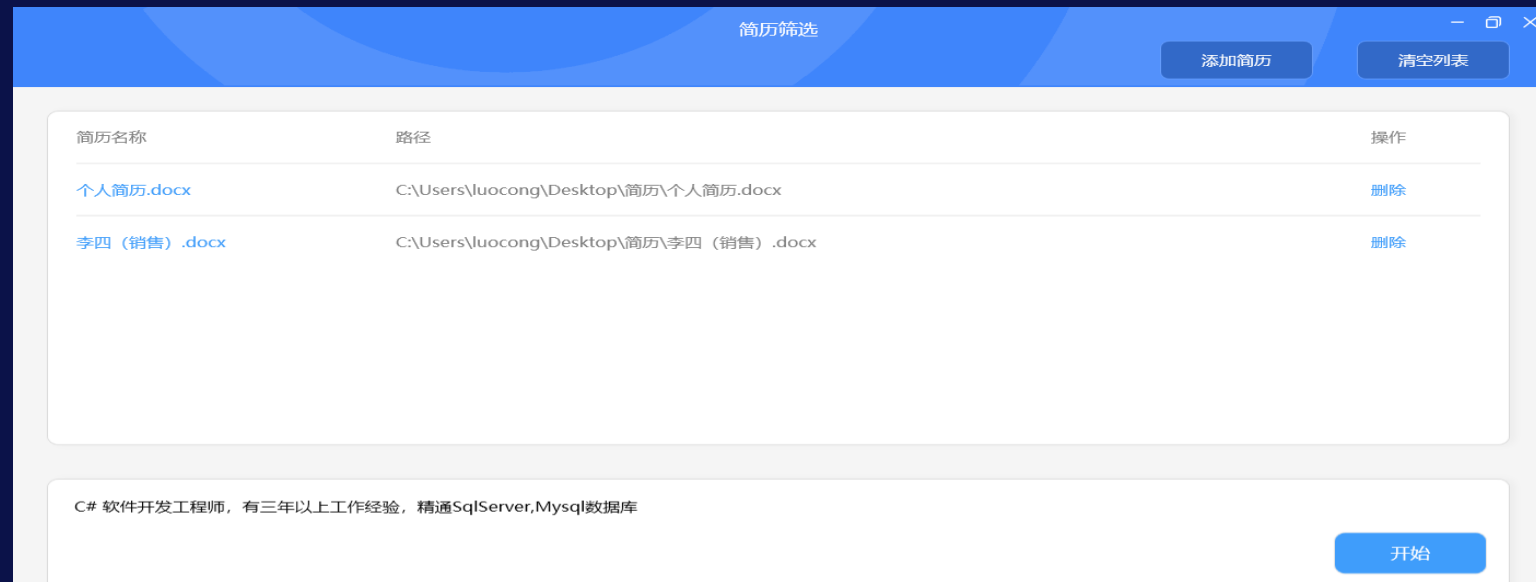 简历筛选
添加简历 清空列表
简历名称 路径 操作
个人简历.docx C:\Users\luocong\Desktop\简历\个人简历.docx 删除
李四（销售）.docx C:\Users\luocong\Desktop\简历\李四（销售）.docx 删除
C# 软件开发工程师，有三年以上工作经验，精通SqlServer,Mysql数据库
开始